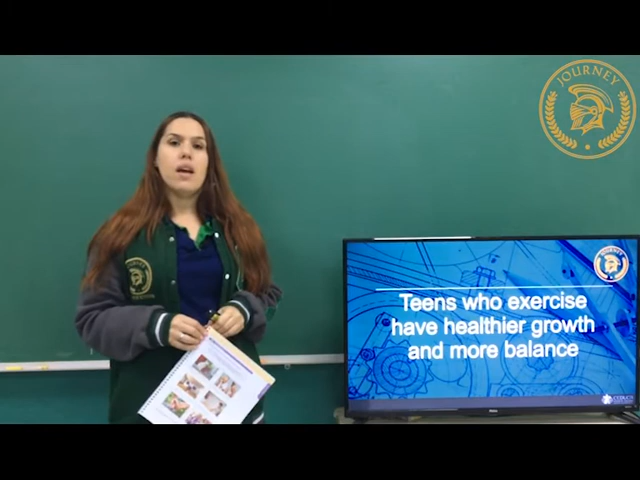 JOURNEY
Teens who exercise
have healthier growth
and more balance